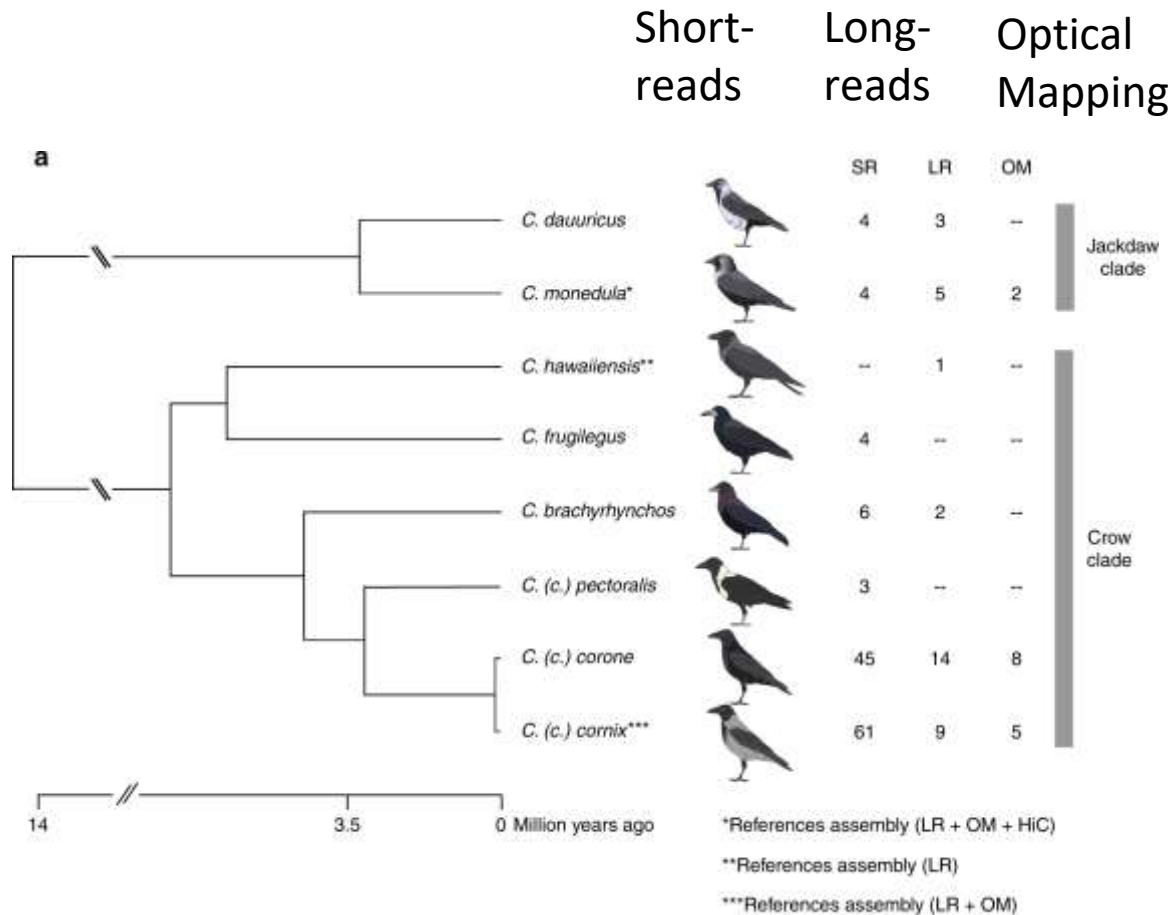 Short-
reads
Long-
reads
Optical
Mapping
a
SR LR OM
C. dauuricus 4 3 --
Jackdaw
clade
C. monedula* 4 5 2
C. hawaiiensis** -- 1 --
C. frugilegus 4 -- --
C. brachyrhynchos 6 2 --
Crow
clade
C. (c.) pectoralis 3 -- --
C. (c.) corone 45 14 8
C. (c.) cornix*** 61 9 5
14 3.5 0 Million years ago
*References assembly (LR + OM + HiC)
**References assembly (LR)
***References assembly (LR + OM)